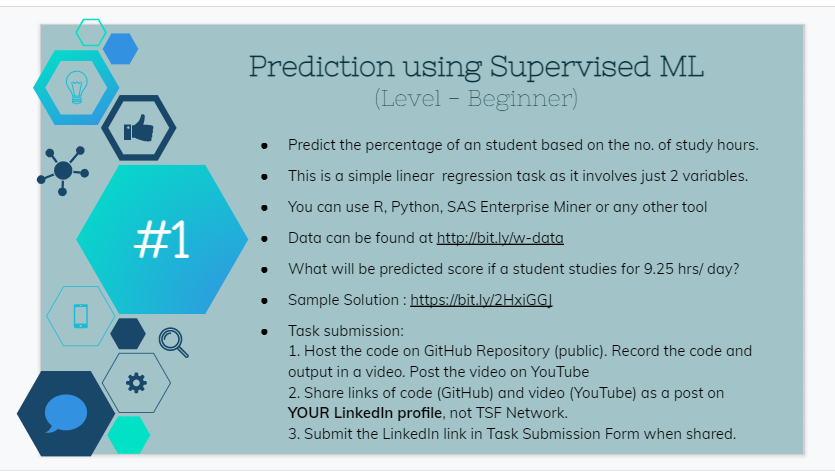 Prediction using Supervised ML
(Level - Beginner)
#1
● Predict the percentage of an student based on the no. of study hours.
● This is a simple linear regression task as it involves just 2 variables.
● You can use R, Python, SAS Enterprise Miner or any other tool
● Data can be found at http://bit.ly/w-data
● What will be predicted score if a student studies for 9.25 hrs/ day?
● Sample Solution : https://bit.ly/2HxiGGJ
● Task submission:
1. Host the code on GitHub Repository (public). Record the code and
output in a video. Post the video on YouTube
2. Share links of code (GitHub) and video (YouTube) as a post on
YOUR LinkedIn profile, not TSF Network.
3. Submit the LinkedIn link in Task Submission Form when shared.